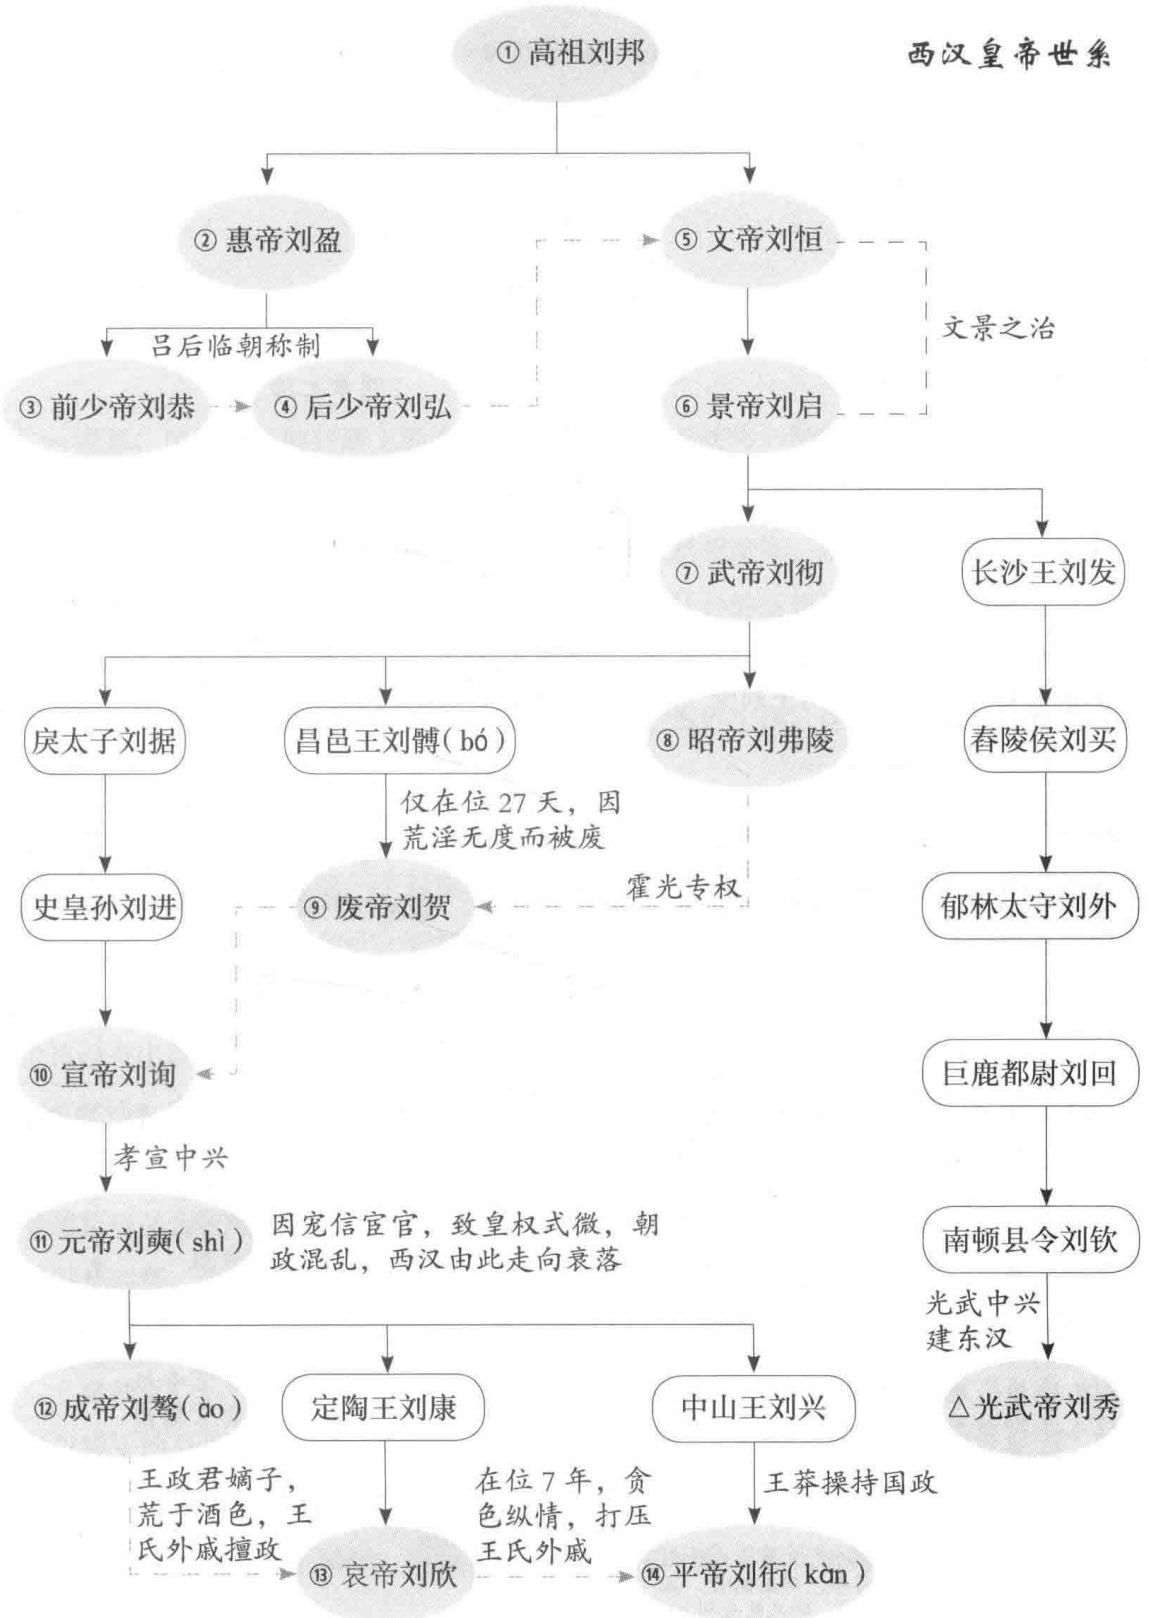 ① 高祖刘邦
西汉皇帝世系
② 惠帝刘盈
⑤ 文帝刘恒
文景之治
吕后临朝称制
③ 前少帝刘恭
④ 后少帝刘弘
⑥ 景帝刘启
⑦ 武帝刘彻
长沙王刘发
戾太子刘据
昌邑王刘髆(bó)
⑧ 昭帝刘弗陵
舂陵侯刘买
仅在位 27 天，因
荒淫无度而被废
史皇孙刘进
⑨ 废帝刘贺
霍光专权
郁林太守刘外
⑩ 宣帝刘询
巨鹿都尉刘回
孝宣中兴
⑪ 元帝刘奭(shì)
因宠信宦官，致皇权式微，朝
政混乱，西汉由此走向衰落
南顿县令刘钦
光武中兴
建东汉
⑫ 成帝刘骜(ào)
定陶王刘康
中山王刘兴
△光武帝刘秀
王政君嫡子，
荒于酒色，王
氏外戚擅政
在位 7 年，贪
色纵情，打压
王氏外戚
王莽操持国政
⑬ 哀帝刘欣
⑭ 平帝刘衎(kàn)